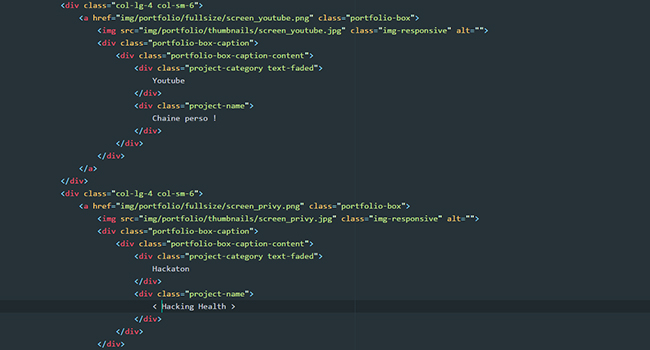 <div class="col-lg-4 col-sm-6">
<a href="img/portfolio/fullsize/screen_youtube.png" class="portfolio-box">
<img src="img/portfolio/thumbnails/screen_youtube.jpg" class="img-responsive" alt="">
<div class="portfolio-box-caption">
<div class="portfolio-box-caption-content">
<div class="project-category text-faded">
Youtube
</div>
<div class="project-name">
Chaine perso !
</div>
</div>
</div>
</a>
</div>
<div class="col-lg-4 col-sm-6">
<a href="img/portfolio/fullsize/screen_privy.png" class="portfolio-box">
<img src="img/portfolio/thumbnails/screen_privy.jpg" class="img-responsive" alt="">
<div class="portfolio-box-caption">
<div class="portfolio-box-caption-content">
<div class="project-category text-faded">
Hackaton
</div>
<div class="project-name">
< Hacking Health >
</div>
</div>
</div>